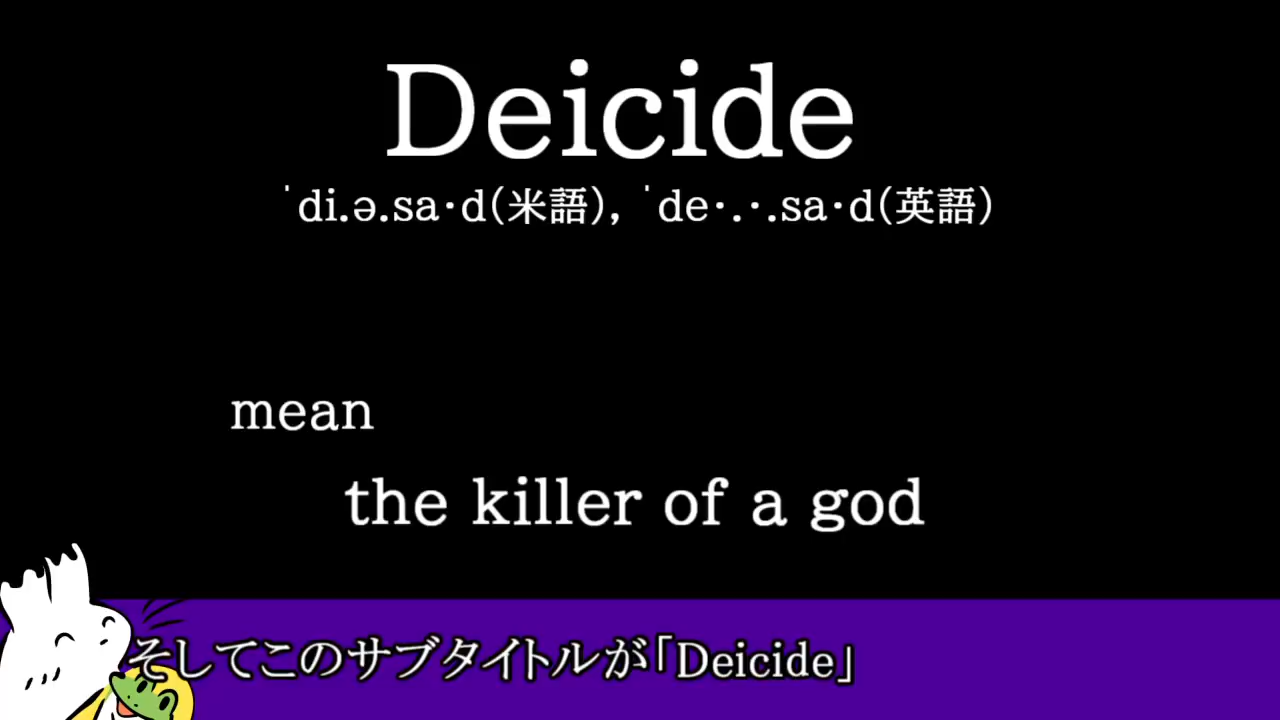 Deicide
ˈdi.ə.sa･d(米語), ˈde･.･.sa･d(英語)
mean
the killer of a god
そしてこのサブタイトルが「Deicide」